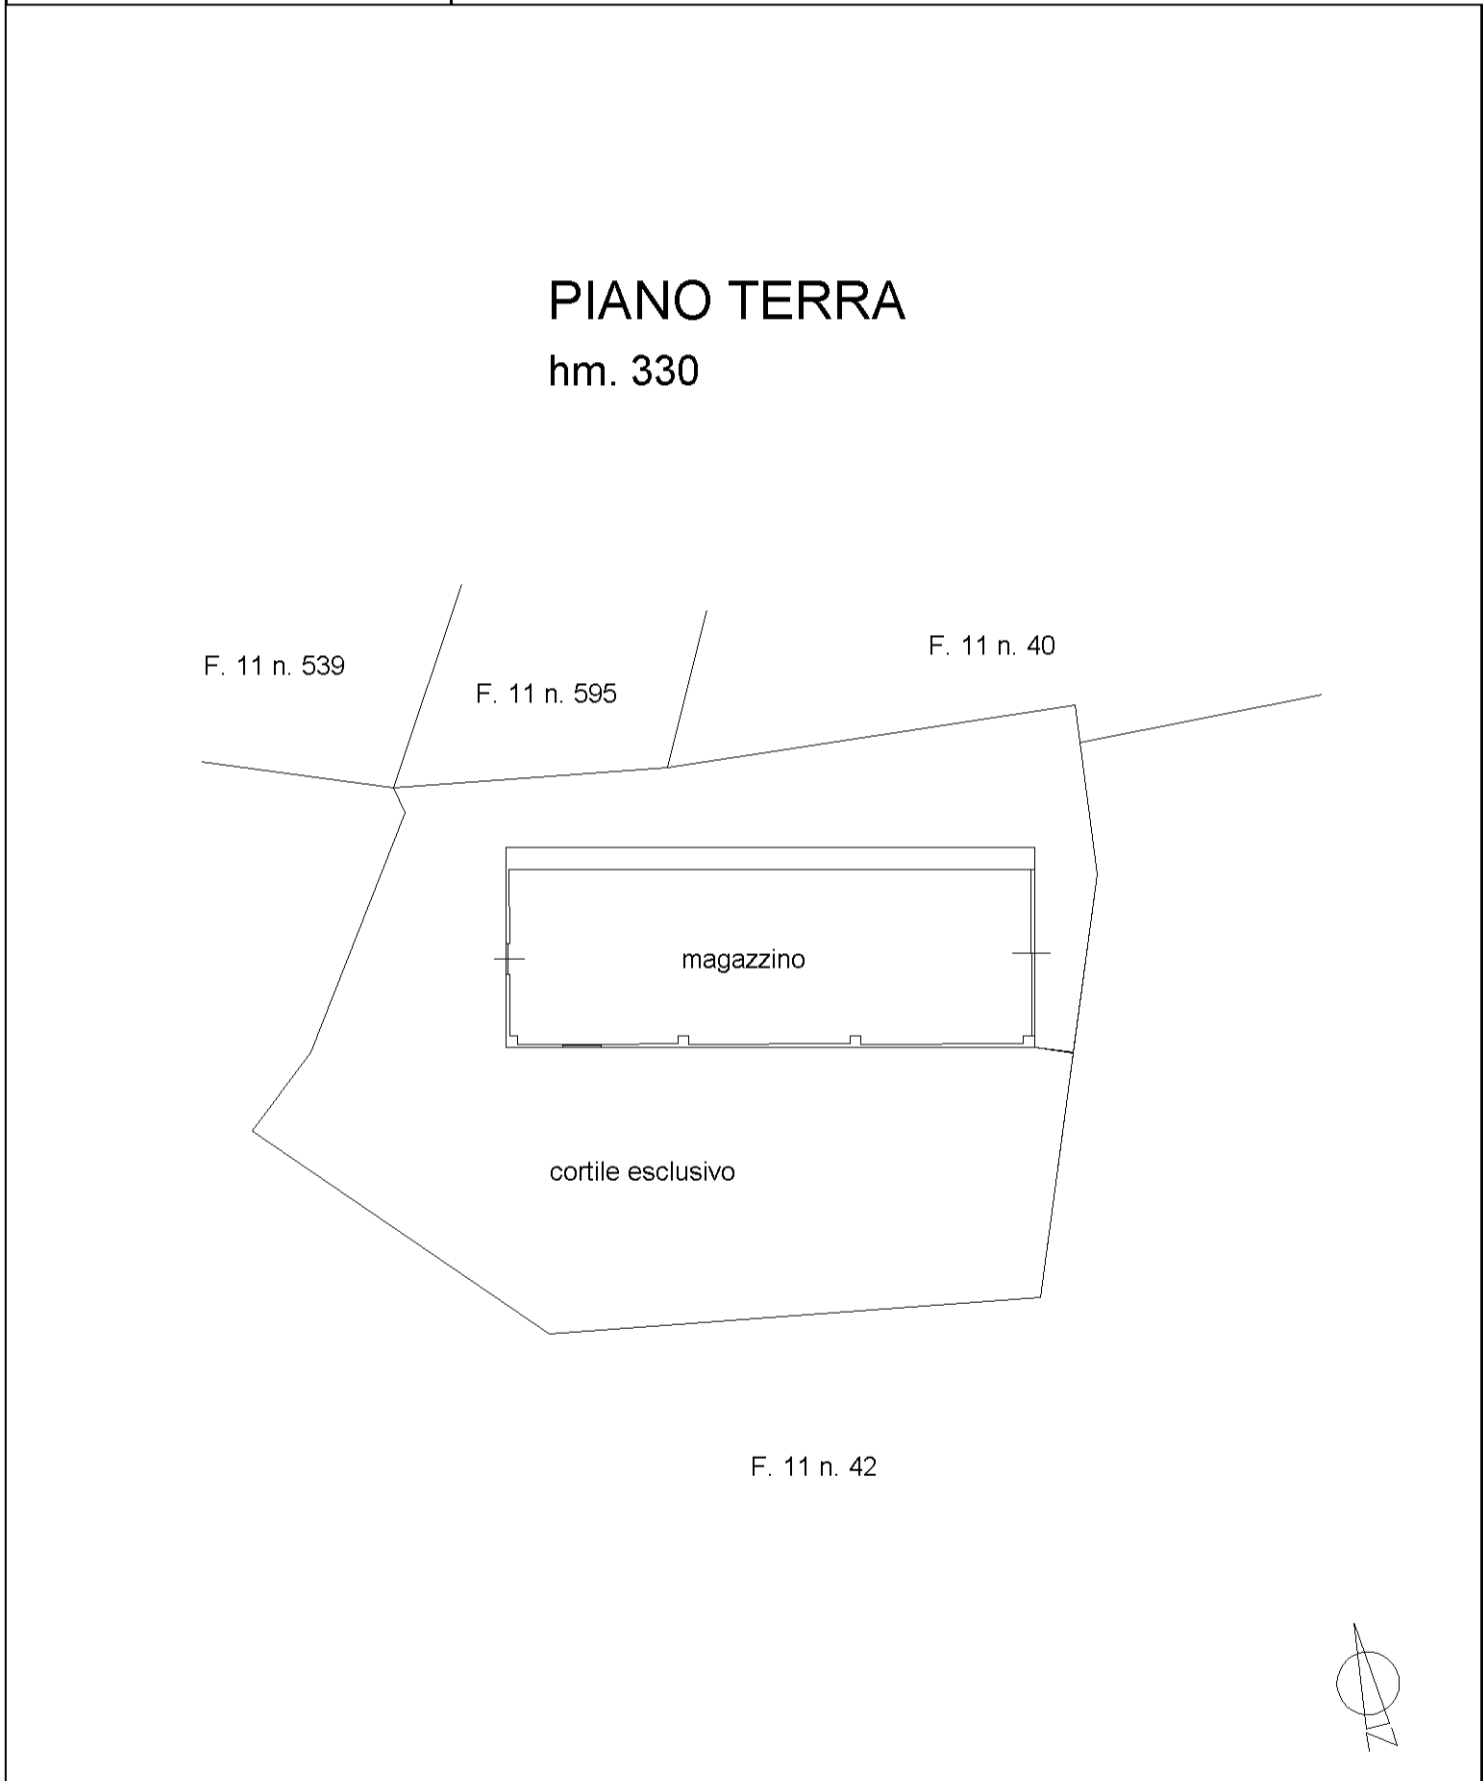 PIANO TERRA
hm. 330
F. 11 n. 40
F. 11 n. 539
F. 11 n. 595
magazzino
cortile esclusivo
F. 11 n. 42
N